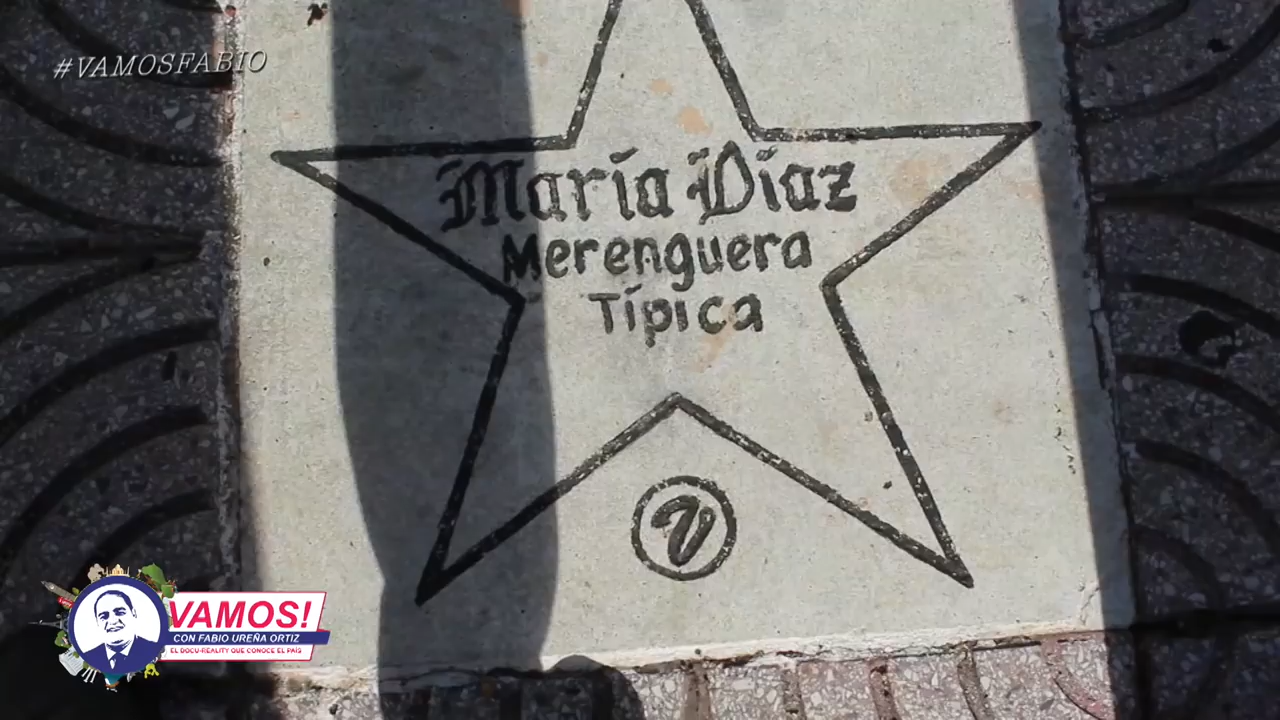 #VAMOSFABIO
María Díaz
Merenguera
Típica
V
VAMOS!
CON FABIO UREÑA ORTIZ
EL DOCU-REALITY QUE CONOCE EL PAÍS